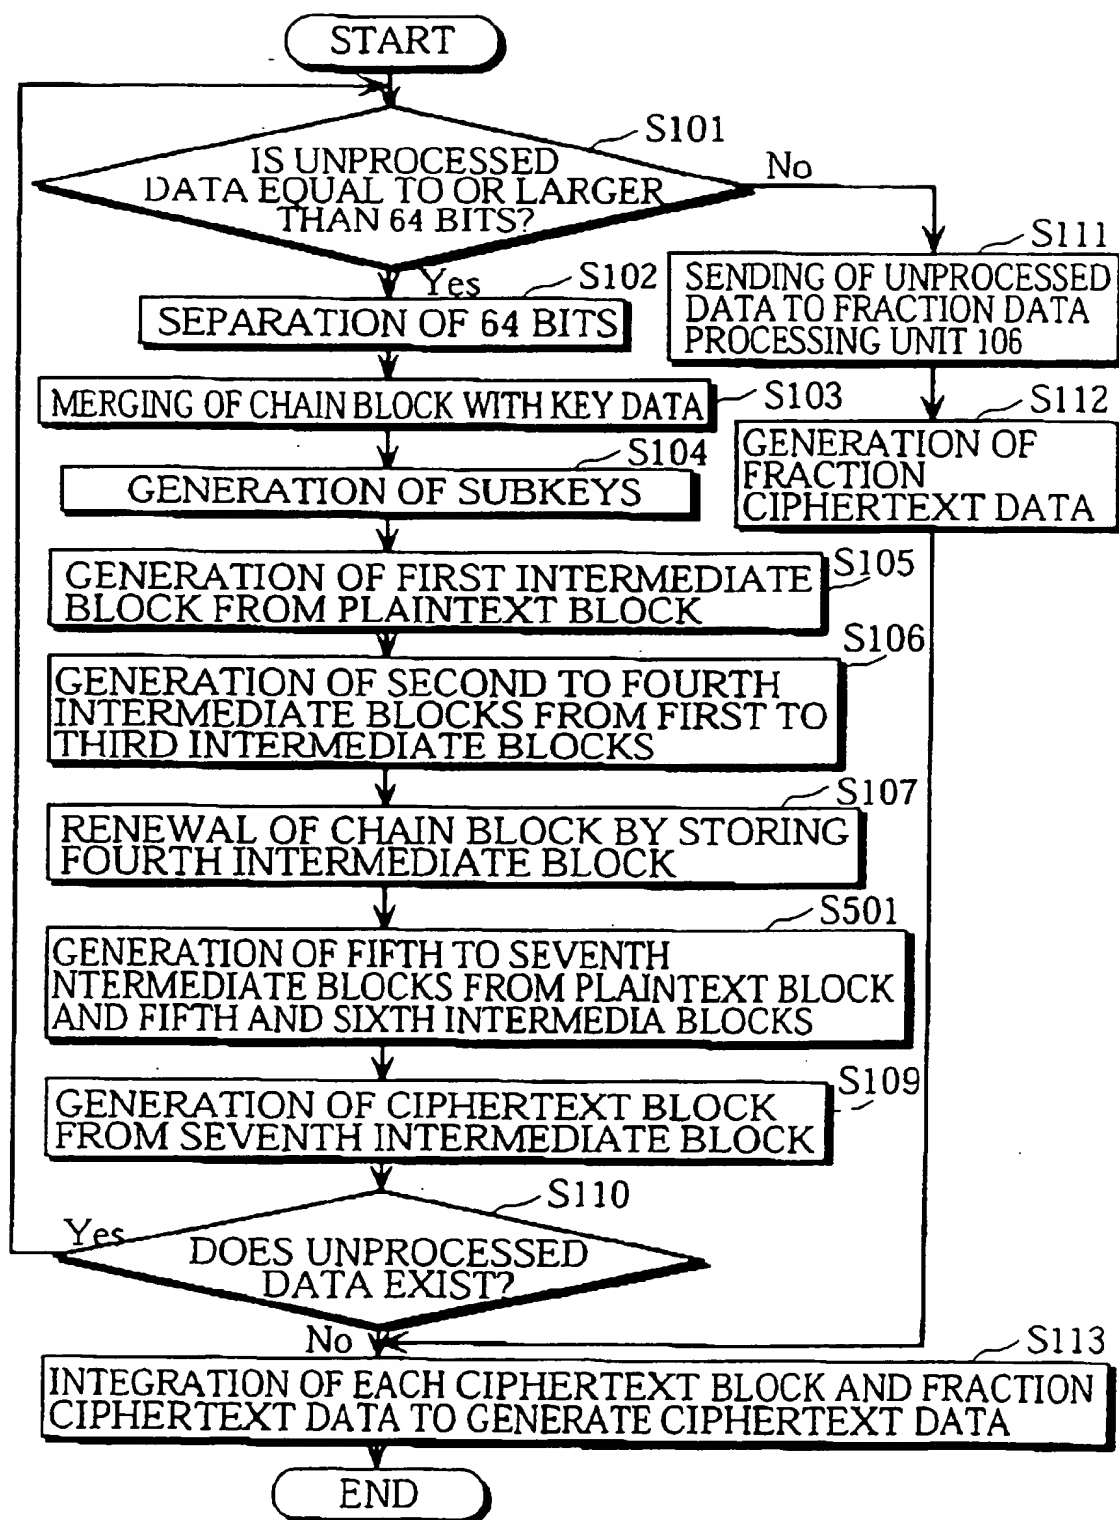 START
S101
IS UNPROCESSED
DATA EQUAL TO OR LARGER
THAN 64 BITS?
No
Yes
S102
SEPARATION OF 64 BITS
S103
MERGING OF CHAIN BLOCK WITH KEY DATA
S104
GENERATION OF SUBKEYS
S105
GENERATION OF FIRST INTERMEDIATE
BLOCK FROM PLAINTEXT BLOCK
S106
GENERATION OF SECOND TO FOURTH
INTERMEDIATE BLOCKS FROM FIRST TO
THIRD INTERMEDIATE BLOCKS
S107
RENEWAL OF CHAIN BLOCK BY STORING
FOURTH INTERMEDIATE BLOCK
S501
GENERATION OF FIFTH TO SEVENTH
NTERMEDIATE BLOCKS FROM PLAINTEXT BLOCK
AND FIFTH AND SIXTH INTERMEDIA BLOCKS
S109
GENERATION OF CIPHERTEXT BLOCK
FROM SEVENTH INTERMEDIATE BLOCK
S110
Yes
DOES UNPROCESSED
DATA EXIST?
No
S111
SENDING OF UNPROCESSED
DATA TO FRACTION DATA
PROCESSING UNIT 106
S112
GENERATION OF
FRACTION
CIPHERTEXT DATA
S113
INTEGRATION OF EACH CIPHERTEXT BLOCK AND FRACTION
CIPHERTEXT DATA TO GENERATE CIPHERTEXT DATA
END